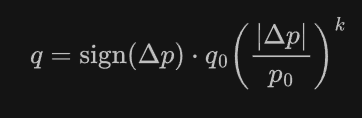 q = sign(Δp) · q₀ (|Δp| / p₀)ᵏ